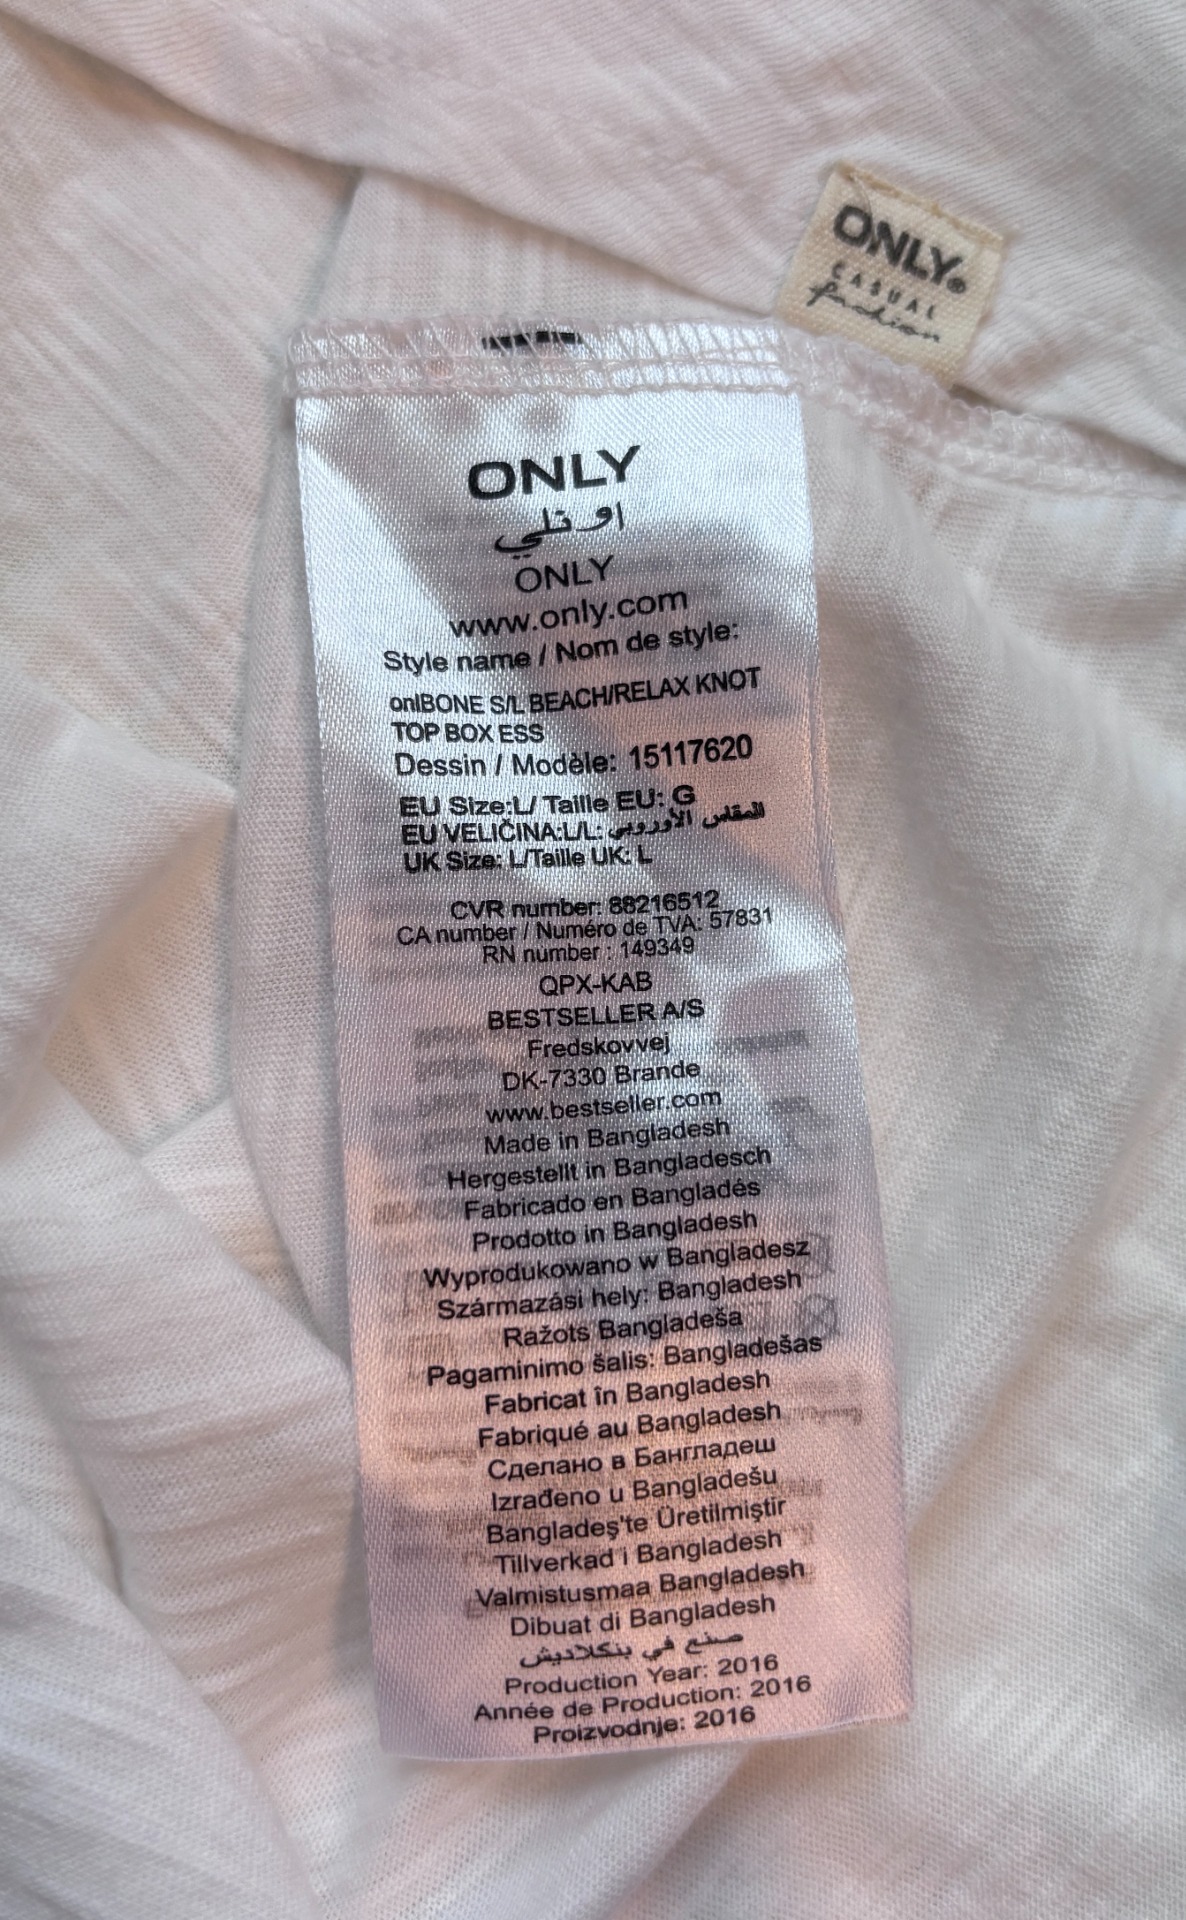 ONLY®
CASUAL
fashion
ONLY
اونلي
ONLY
www.only.com
Style name / Nom de style:
onlBONE S/L BEACH/RELAX KNOT
TOP BOX ESS
Dessin / Modèle: 15117620
EU Size:L/ Taille EU: G
EU VELIČINA:L/L: المقاس الأوروبي
UK Size: L/Taille UK: L
CVR number: 88216512
CA number / Numéro de TVA: 57831
RN number : 149349
QPX-KAB
BESTSELLER A/S
Fredskovvej
DK-7330 Brande
www.bestseller.com
Made in Bangladesh
Hergestellt in Bangladesch
Fabricado en Bangladés
Prodotto in Bangladesh
Wyprodukowano w Bangladesz
Származási hely: Bangladesh
Ražots Bangladeša
Pagaminimo šalis: Bangladešas
Fabricat în Bangladesh
Fabriqué au Bangladesh
Сделано в Бангладеш
Izrađeno u Bangladešu
Bangladeş'te Üretilmiştir
Tillverkad i Bangladesh
Valmistusmaa Bangladesh
Dibuat di Bangladesh
صنع في بنكلاديش
Production Year: 2016
Année de Production: 2016
Proizvodnje: 2016